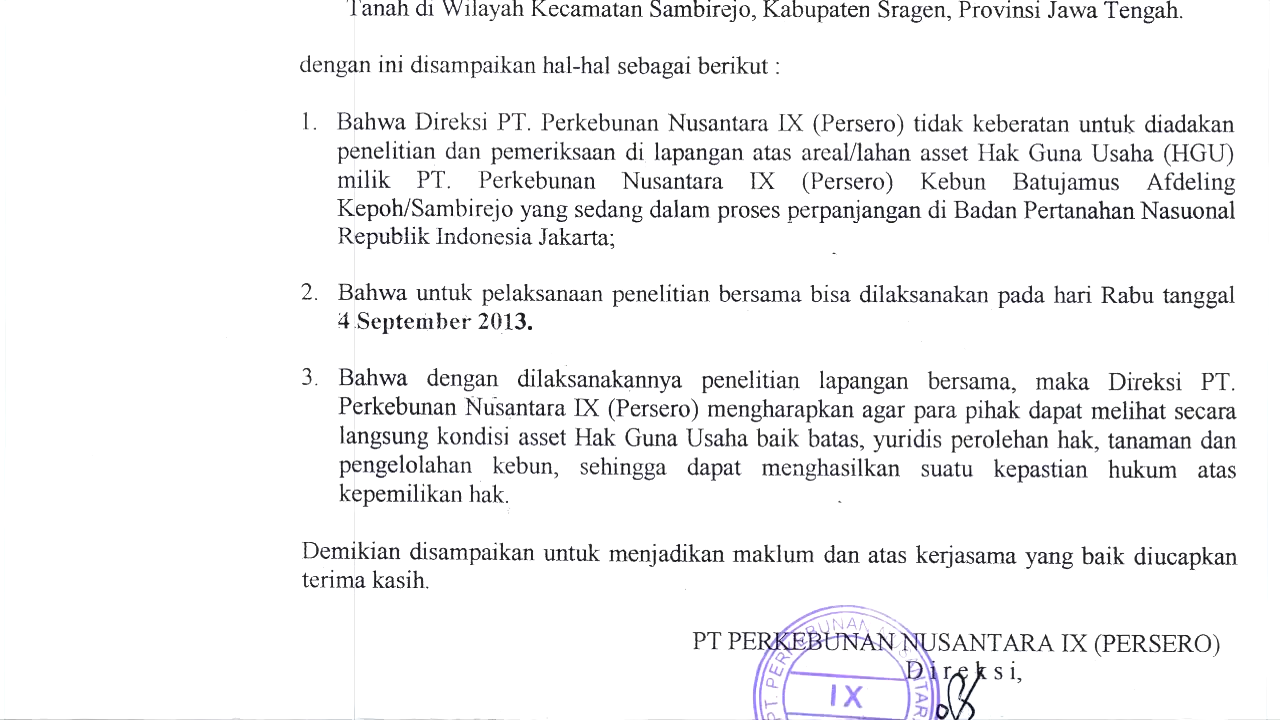 Tanah di Wilayah Kecamatan Sambirejo, Kabupaten Sragen, Provinsi Jawa Tengah.
dengan ini disampaikan hal-hal sebagai berikut :
1. Bahwa Direksi PT. Perkebunan Nusantara IX (Persero) tidak keberatan untuk diadakan
penelitian dan pemeriksaan di lapangan atas areal/lahan asset Hak Guna Usaha (HGU)
milik PT. Perkebunan Nusantara IX (Persero) Kebun Batujamus Afdeling
Kepoh/Sambirejo yang sedang dalam proses perpanjangan di Badan Pertanahan Nasuonal
Republik Indonesia Jakarta;
2. Bahwa untuk pelaksanaan penelitian bersama bisa dilaksanakan pada hari Rabu tanggal
4 September 2013.
3. Bahwa dengan dilaksanakannya penelitian lapangan bersama, maka Direksi PT.
Perkebunan Nusantara IX (Persero) mengharapkan agar para pihak dapat melihat secara
langsung kondisi asset Hak Guna Usaha baik batas, yuridis perolehan hak, tanaman dan
pengelolahan kebun, sehingga dapat menghasilkan suatu kepastian hukum atas
kepemilikan hak.
Demikian disampaikan untuk menjadikan maklum dan atas kerjasama yang baik diucapkan
terima kasih.
PT PERKEBUNAN NUSANTARA IX (PERSERO)
D i r e k s i,
PT. PERKEBUNAN NUSANTARA
IX